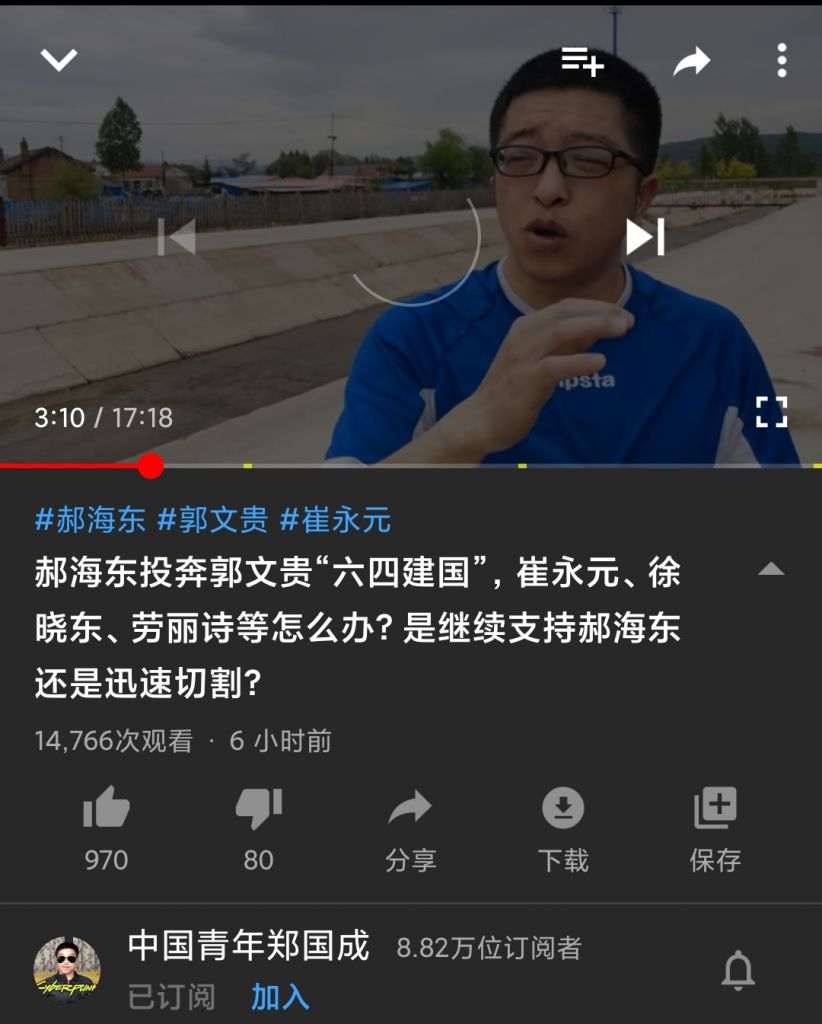 3:10 / 17:18
#郝海东 #郭文贵 #崔永元
郝海东投奔郭文贵“六四建国”，崔永元、徐
晓东、劳丽诗等怎么办？是继续支持郝海东
还是迅速切割？
14,766次观看 · 6 小时前
970
80
分享
下载
保存
中国青年郑国成 8.82万位订阅者
已订阅 加入
CYBERPUNK